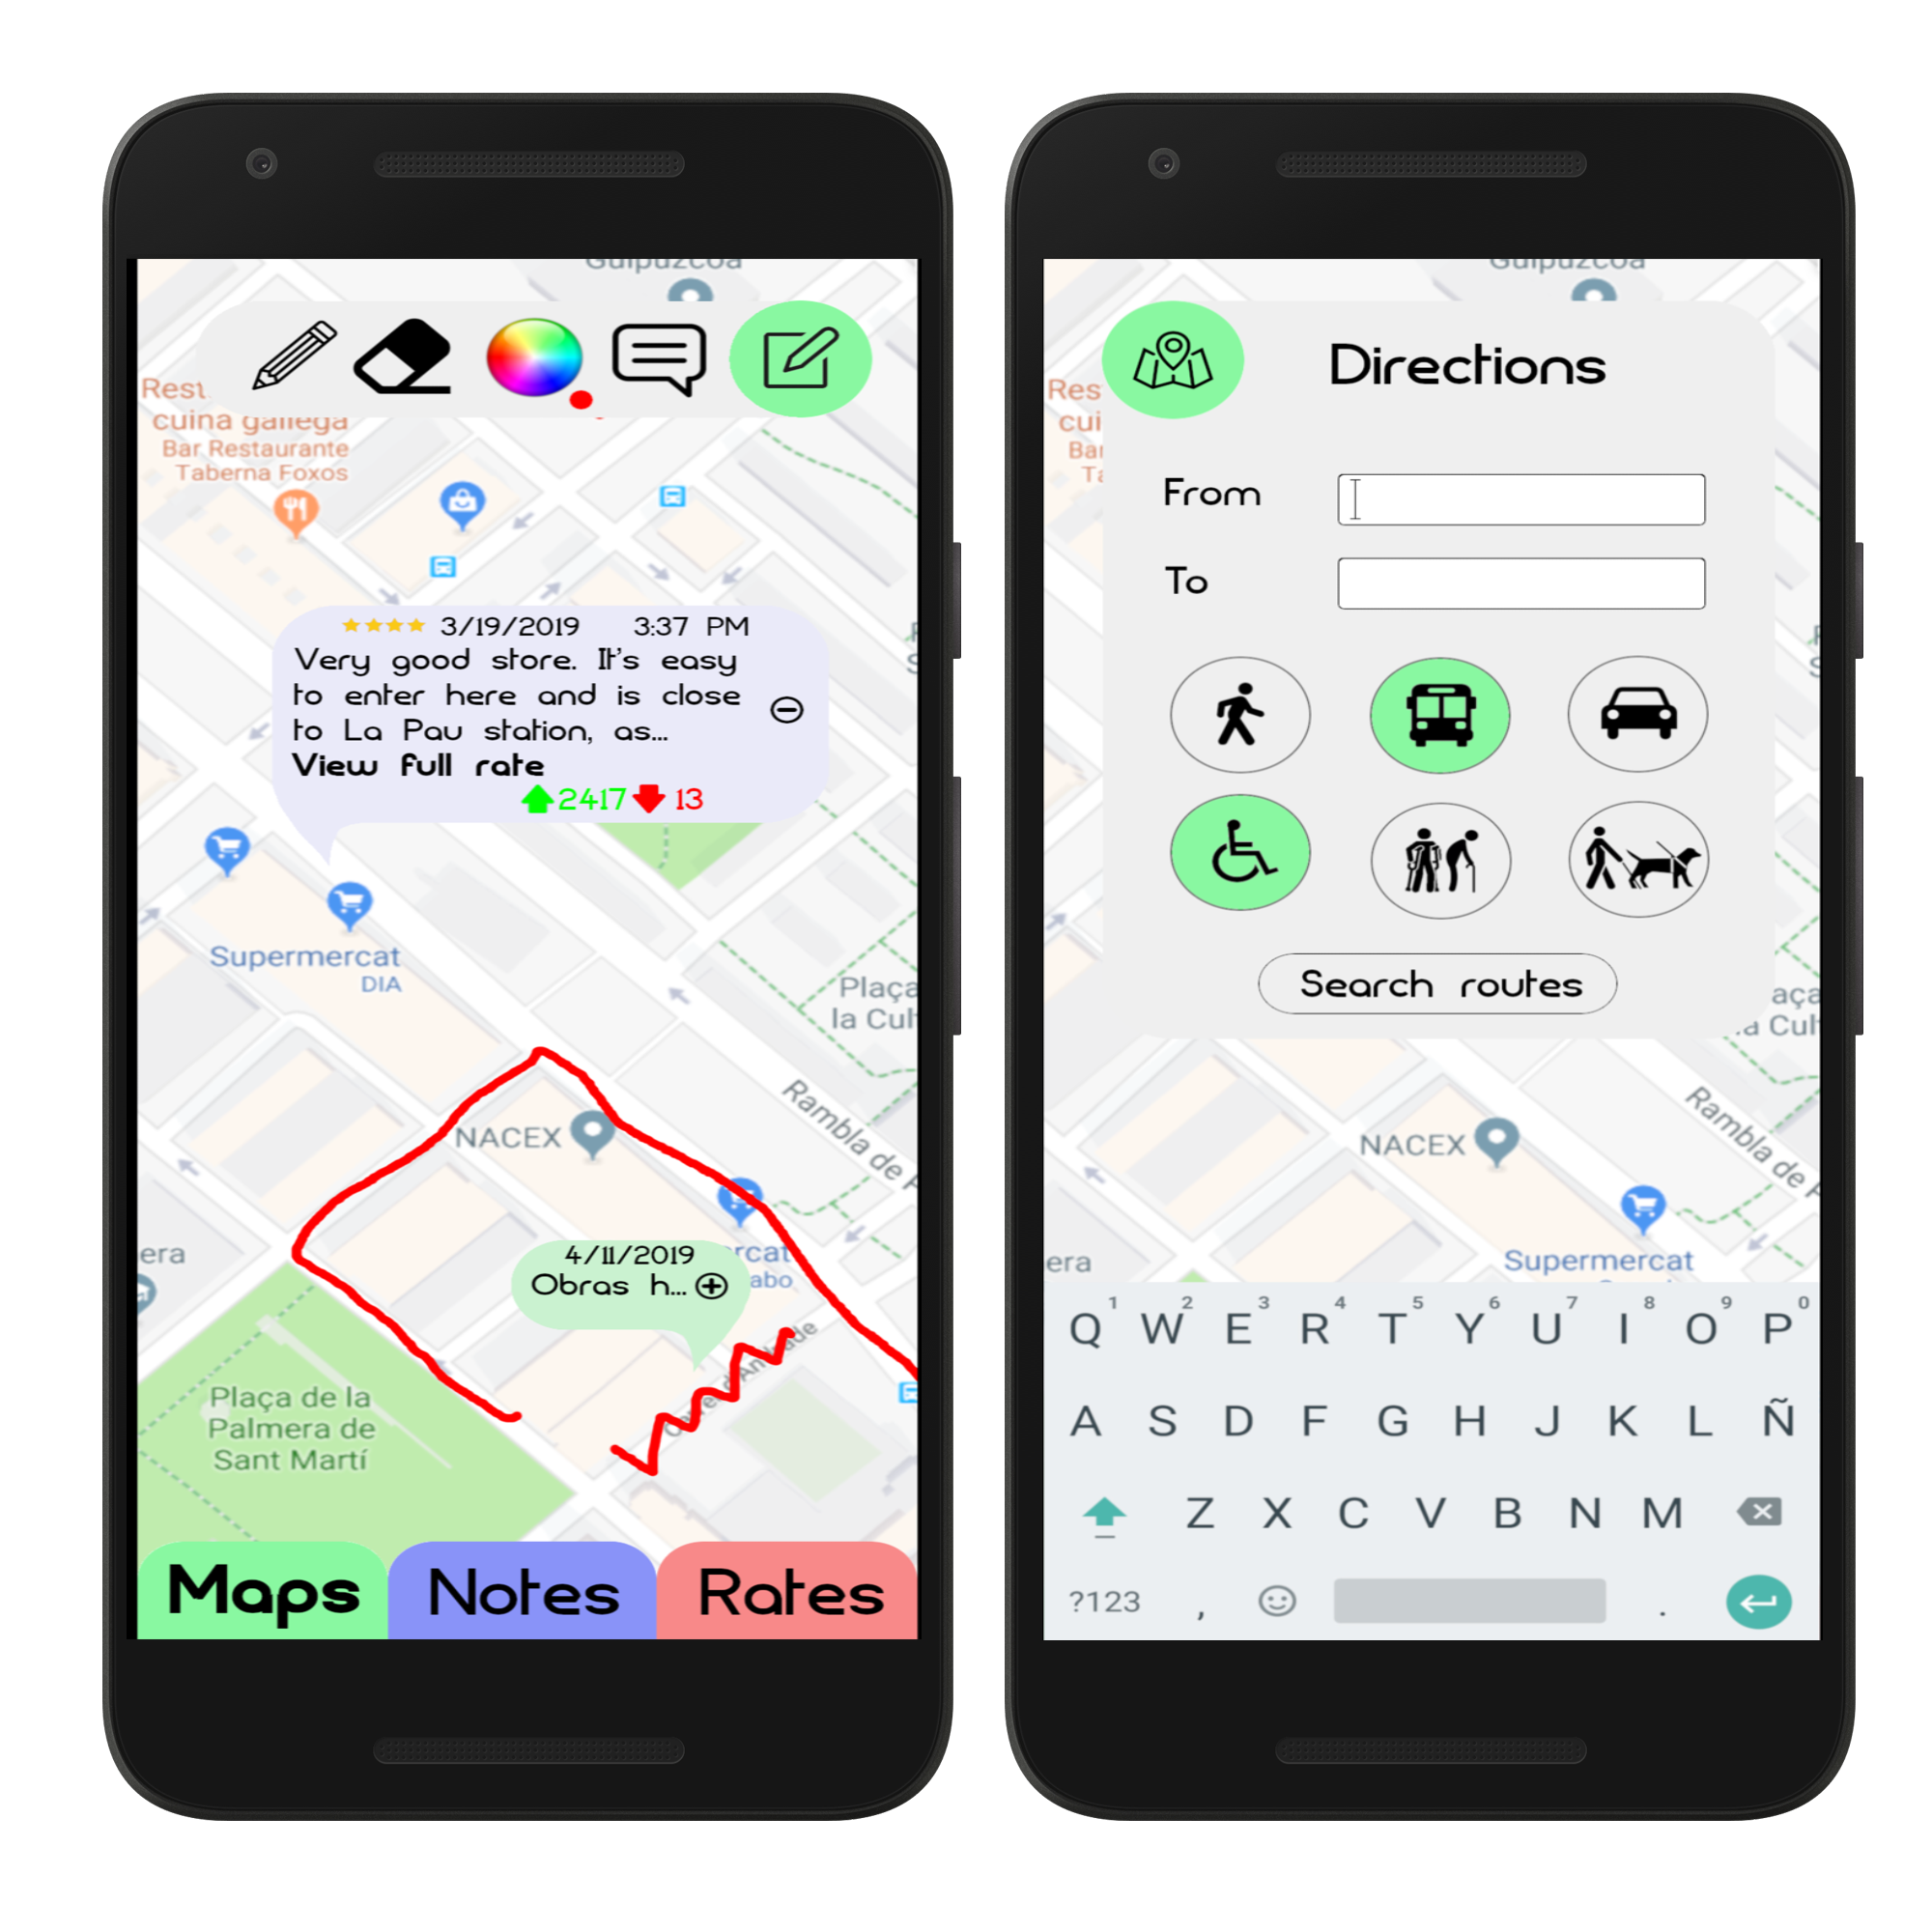 Guipuzcoa
Rest
cuina gallega
Bar Restaurante
Taberna Foxos
3/19/2019 3:37 PM
Very good store. It's easy
to enter here and is close
to La Pau station, as...
View full rate
2417 13
Supermercat
DIA
Plaça
la Cult
Rambla de P
NACEX
era
rcat
abo
4/11/2019
Obras h...
Plaça de la
Palmera de
Sant Martí
Maps Notes Rates
Guipuzcoa
Directions
Res
cui
Bar
Ta
From
To
Search routes
aça
a Cult
Rambla de P
NACEX
era
Supermercat
1 2 3 4 5 6 7 8 9 0
Q W E R T Y U I O P
A S D F G H J K L Ñ
Z X C V B N M
?123 , .